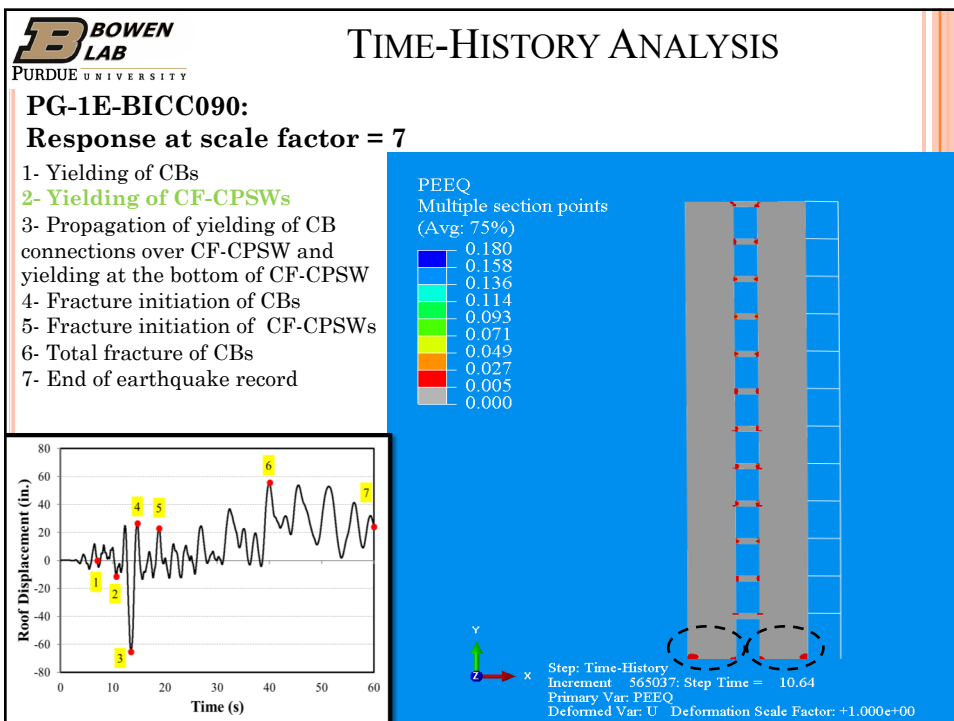 BOWEN
LAB
PURDUE UNIVERSITY
TIME-HISTORY ANALYSIS
PG-1E-BICC090:
Response at scale factor = 7
1- Yielding of CBs
2- Yielding of CF-CPSWs
3- Propagation of yielding of CB
connections over CF-CPSW and
yielding at the bottom of CF-CPSW
4- Fracture initiation of CBs
5- Fracture initiation of CF-CPSWs
6- Total fracture of CBs
7- End of earthquake record
PEEQ
Multiple section points
(Avg: 75%)
0.180
0.158
0.136
0.114
0.093
0.071
0.049
0.027
0.005
0.000
Y
Z
X
Step: Time-History
Increment 565037: Step Time = 10.64
Primary Var: PEEQ
Deformed Var: U Deformation Scale Factor: +1.000e+00
Roof Displacement (in.)
80
60
40
20
0
-20
-40
-60
-80
1
2
3
4
5
6
7
0 10 20 30 40 50 60
Time (s)